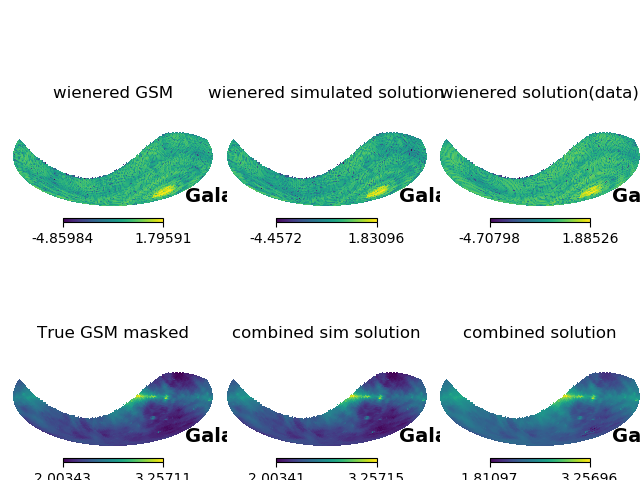 wienered GSM
wienered simulated solution
wienered solution(data)
Gala
Gala
Ga
-4.85984 1.79591
-4.4572 1.83096
-4.70798 1.88526
True GSM masked
combined sim solution
combined solution
Gala
Gala
Ga
2.00343 3.25711
2.00341 3.25715
1.81097 3.25696